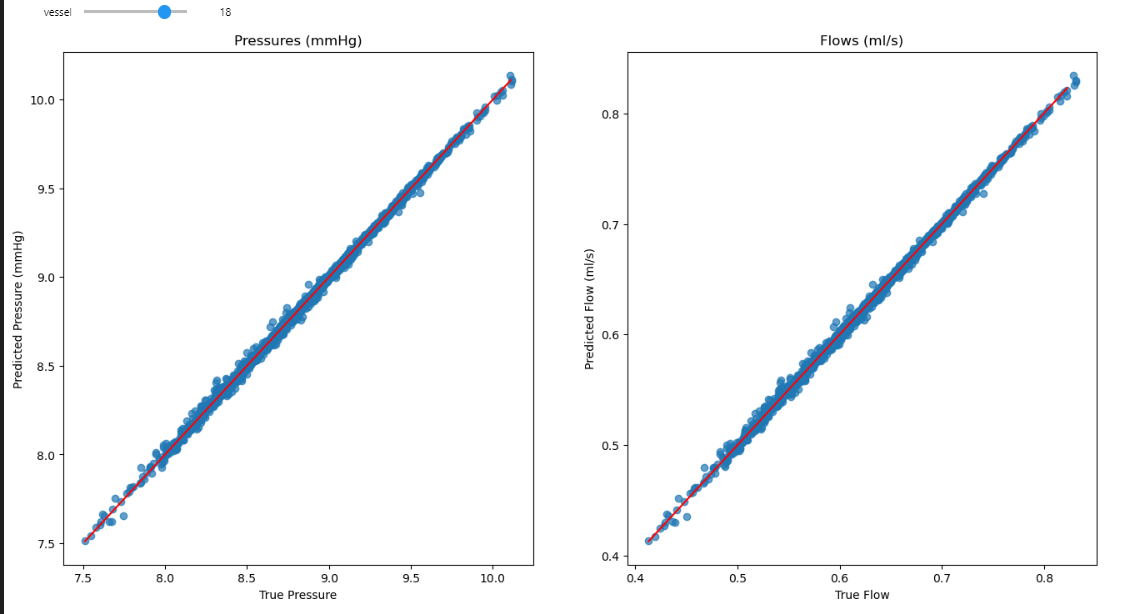 vessel 18
Pressures (mmHg)
Predicted Pressure (mmHg)
10.0
9.5
9.0
8.5
8.0
7.5
7.5 8.0 8.5 9.0 9.5 10.0
True Pressure
Flows (ml/s)
Predicted Flow (ml/s)
0.8
0.7
0.6
0.5
0.4
0.4 0.5 0.6 0.7 0.8
True Flow